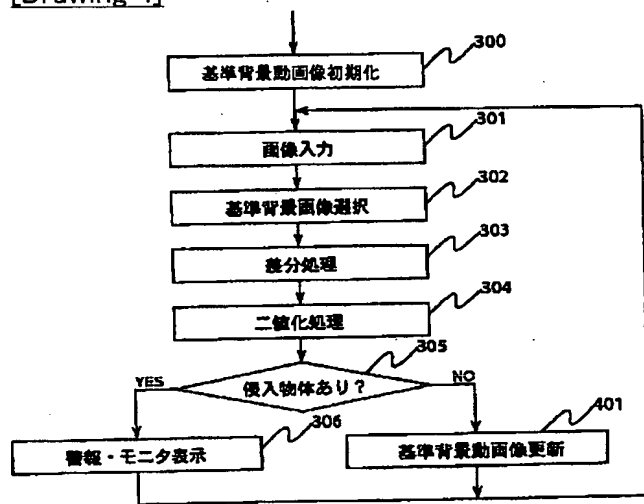 [Drawing 4]
300
基準背景動画像初期化
301
画像入力
302
基準背景画像選択
303
差分処理
304
二値化処理
305
YES
侵入物体あり?
NO
306
401
警報・モニタ表示
基準背景動画像更新